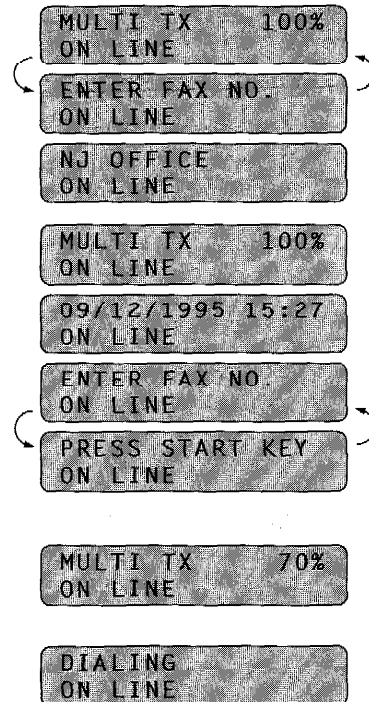 MULTI TX 100%
ON LINE
ENTER FAX NO.
ON LINE
NJ OFFICE
ON LINE
MULTI TX 100%
ON LINE
09/12/1995 15:27
ON LINE
ENTER FAX NO.
ON LINE
PRESS START KEY
ON LINE
MULTI TX 70%
ON LINE
DIALING
ON LINE